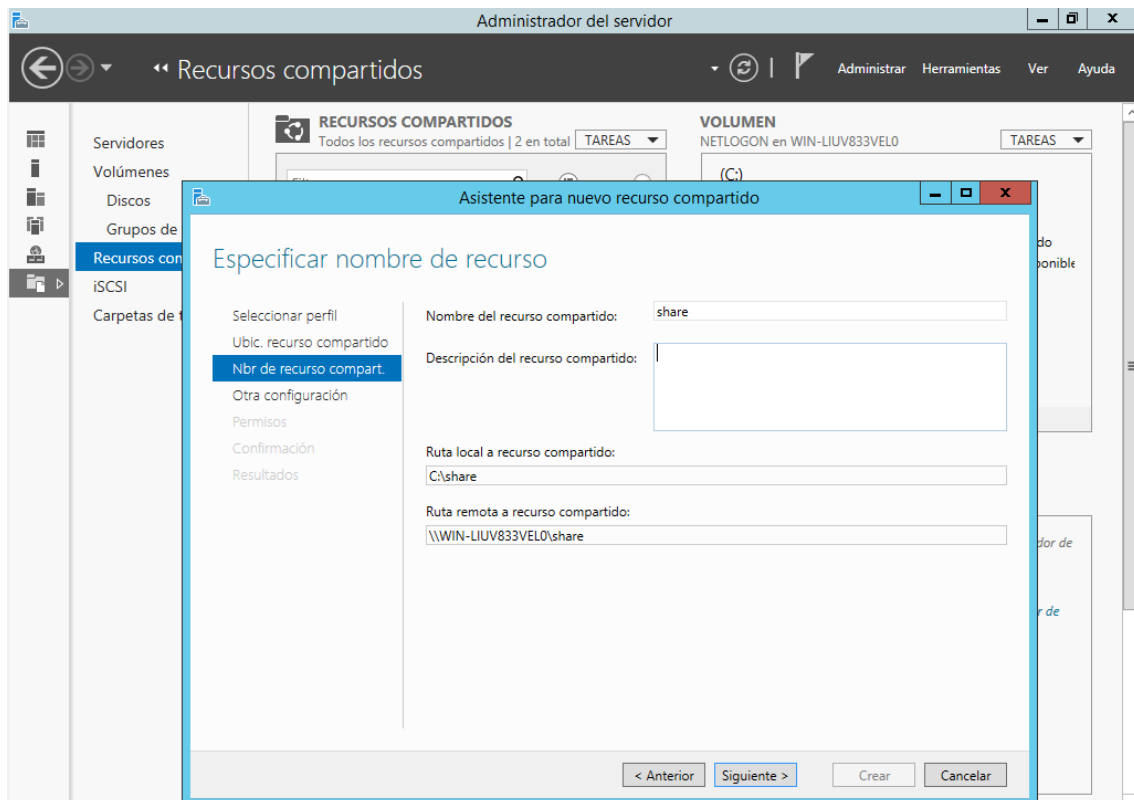 Administrador del servidor
Recursos compartidos
Administrar Herramientas Ver Ayuda
Servidores
Volúmenes
Discos
Grupos de
Recursos con
iSCSI
Carpetas de
RECURSOS COMPARTIDOS
Todos los recursos compartidos | 2 en total TAREAS
VOLUMEN
NETLOGON en WIN-LIUV833VEL0 TAREAS
(C:)
do
ponible
dor de
r de
Asistente para nuevo recurso compartido
Especificar nombre de recurso
Seleccionar perfil
Ubic. recurso compartido
Nbr de recurso compart.
Otra configuración
Permisos
Confirmación
Resultados
Nombre del recurso compartido: share
Descripción del recurso compartido:
Ruta local a recurso compartido:
C:\share
Ruta remota a recurso compartido:
\\WIN-LIUV833VEL0\share
< Anterior Siguiente > Crear Cancelar